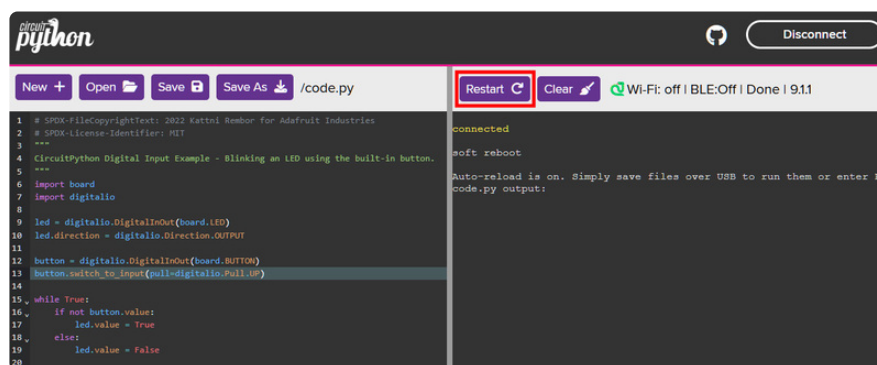 circuit
python
Disconnect
New +
Open
Save
Save As
/code.py
Restart
Clear
Wi-Fi: off | BLE:Off | Done | 9.1.1
1 # SPDX-FileCopyrightText: 2022 Kattni Rembor for Adafruit Industries
2 # SPDX-License-Identifier: MIT
3 """
4 CircuitPython Digital Input Example - Blinking an LED using the built-in button.
5 """
6 import board
7 import digitalio
8
9 led = digitalio.DigitalInOut(board.LED)
10 led.direction = digitalio.Direction.OUTPUT
11
12 button = digitalio.DigitalInOut(board.BUTTON)
13 button.switch_to_input(pull=digitalio.Pull.UP)
14
15 while True:
16     if not button.value:
17         led.value = True
18     else:
19         led.value = False
20
connected
soft reboot
Auto-reload is on. Simply save files over USB to run them or enter
code.py output: